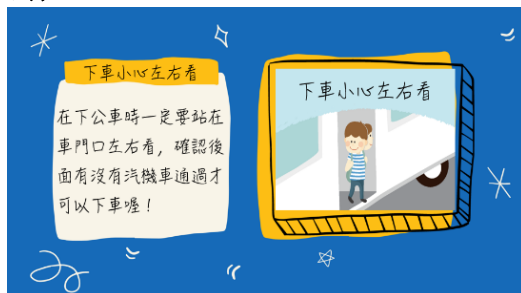 下車小心左右看
在下公車時一定要站在
車門口左右看，確認後
面有沒有汽機車通過才
可以下車喔！
下車小心左右看